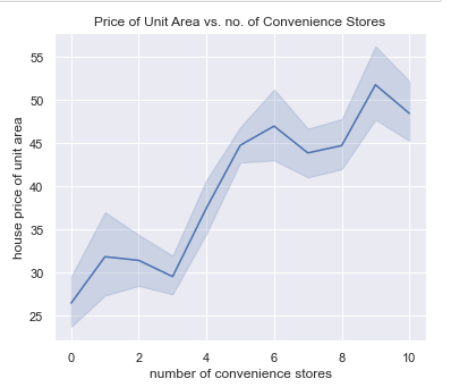 Price of Unit Area vs. no. of Convenience Stores
house price of unit area
55
50
45
40
35
30
25
0 2 4 6 8 10
number of convenience stores